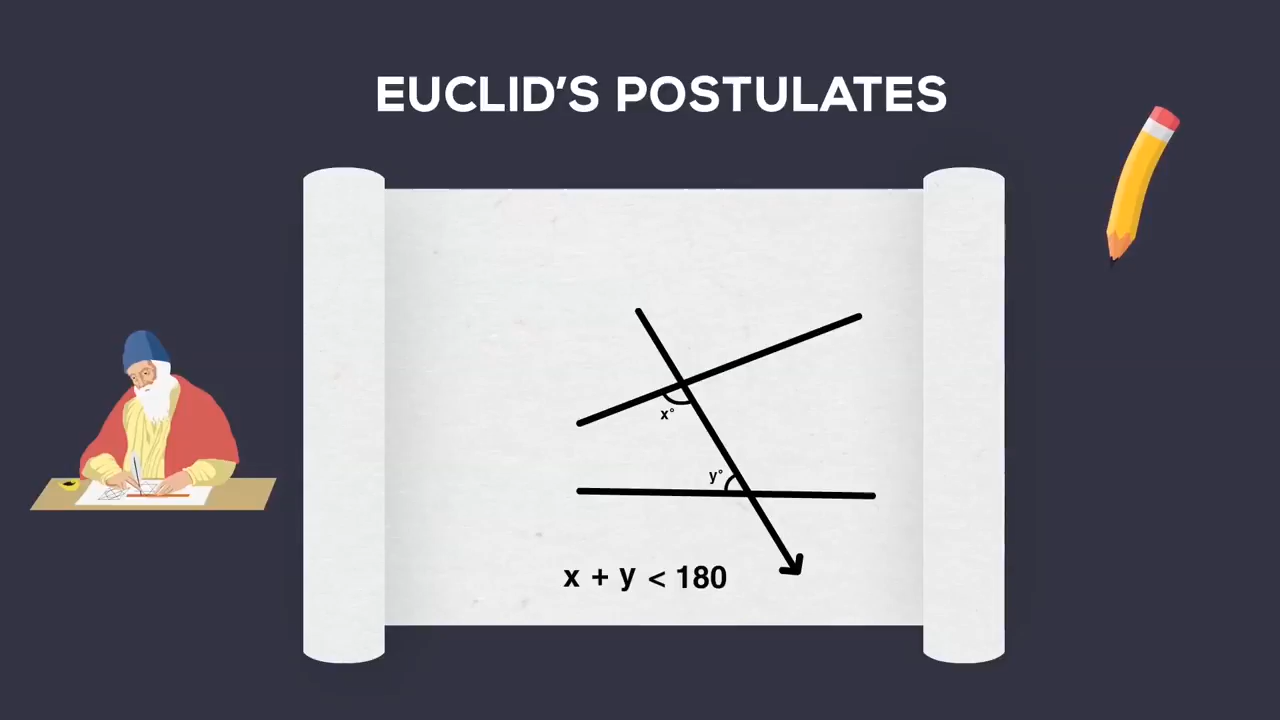 EUCLID'S POSTULATES
x°
y°
x + y < 180